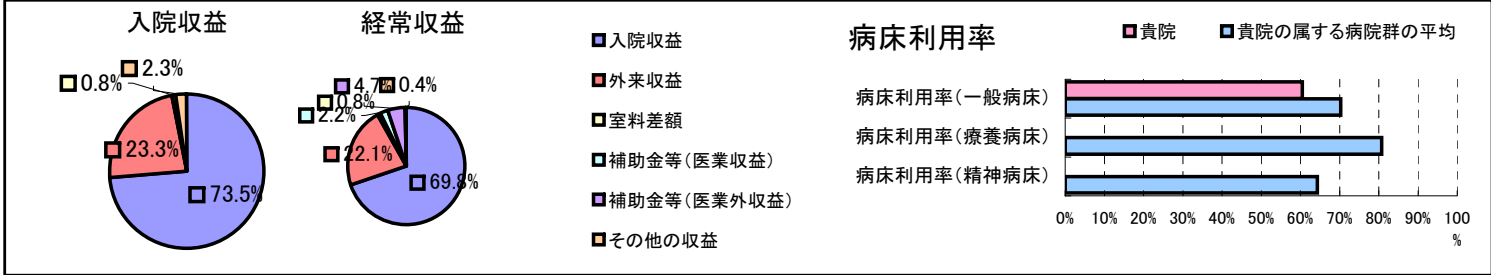 入院収益
2.3%
0.8%
23.3%
73.5%
経常収益
4.7%
0.4%
0.8%
2.2%
22.1%
69.8%
入院収益
外来収益
室料差額
補助金等(医業収益)
補助金等(医業外収益)
その他の収益
病床利用率
貴院
貴院の属する病院群の平均
病床利用率(一般病床)
病床利用率(療養病床)
病床利用率(精神病床)
0% 10% 20% 30% 40% 50% 60% 70% 80% 90% 100
%